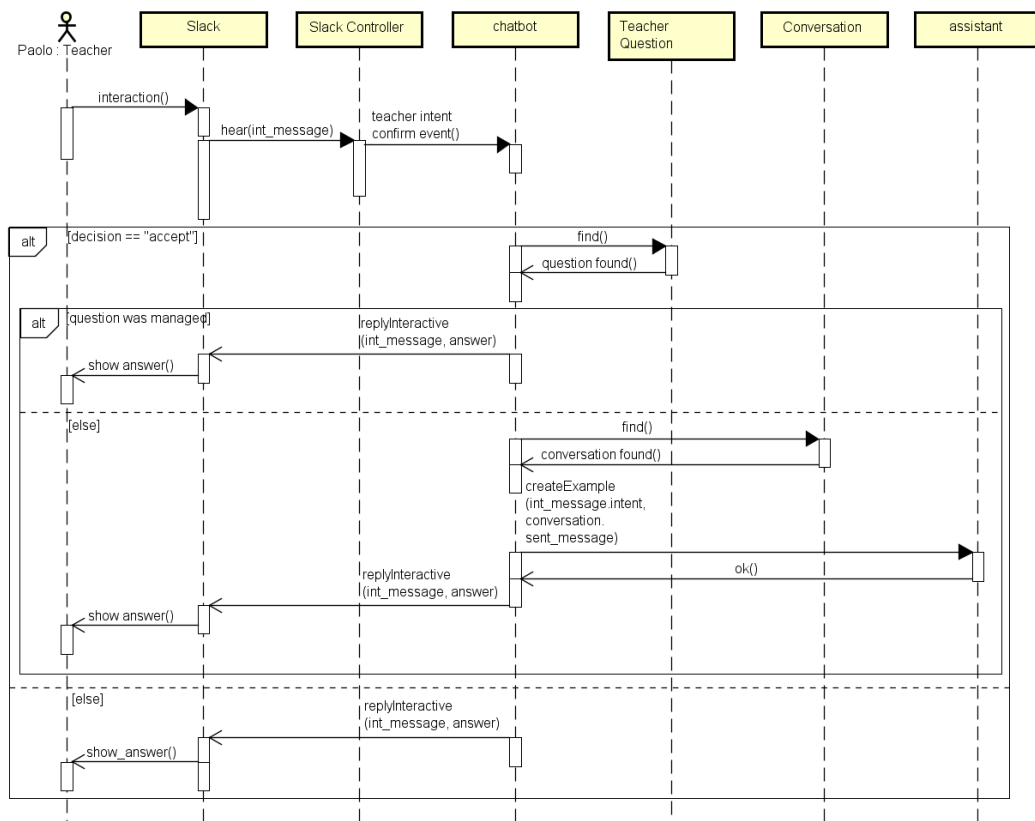 Paolo : Teacher
Slack
Slack Controller
chatbot
Teacher
Question
Conversation
assistant
interaction()
hear(int_message)
teacher intent
confirm event()
alt
[decision == "accept"]
find()
question found()
alt
[question was managed]
replyInteractive
(int_message, answer)
show answer()
[else]
find()
conversation found()
createExample
(int_message.intent,
conversation.
sent_message)
ok()
replyInteractive
(int_message, answer)
show answer()
[else]
replyInteractive
(int_message, answer)
show_answer()